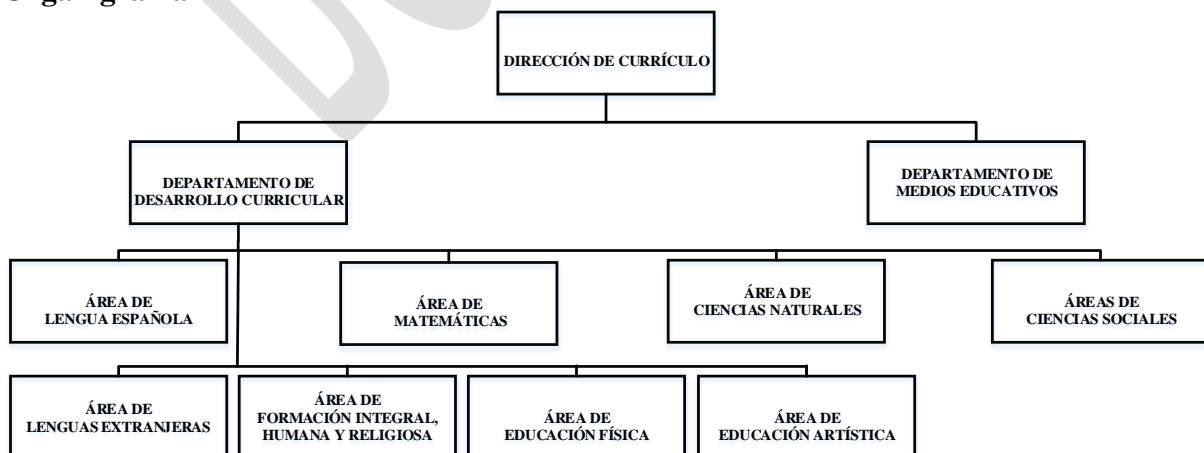 DIRECCIÓN DE CURRÍCULO
DEPARTAMENTO DE
DESARROLLO CURRICULAR
DEPARTAMENTO DE
MEDIOS EDUCATIVOS
ÁREA DE
LENGUA ESPAÑOLA
ÁREA DE
MATEMÁTICAS
ÁREA DE
CIENCIAS NATURALES
ÁREAS DE
CIENCIAS SOCIALES
ÁREA DE
LENGUAS EXTRANJERAS
ÁREA DE
FORMACIÓN INTEGRAL,
HUMANA Y RELIGIOSA
ÁREA DE
EDUCACIÓN FÍSICA
ÁREA DE
EDUCACIÓN ARTÍSTICA